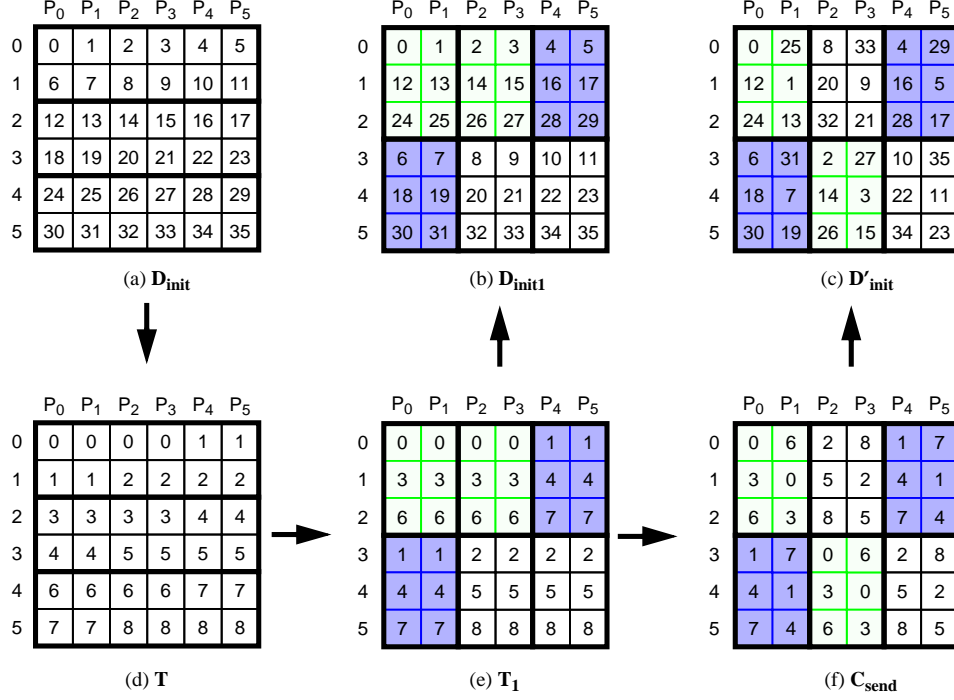 P0 P1 P2 P3 P4 P5 P0 P1 P2 P3 P4 P5 P0 P1 P2 P3 P4 P5
0 0 1 2 3 4 5 0 0 1 2 3 4 5 0 0 25 8 33 4 29
1 6 7 8 9 10 11 1 12 13 14 15 16 17 1 12 1 20 9 16 5
2 12 13 14 15 16 17 2 24 25 26 27 28 29 2 24 13 32 21 28 17
3 18 19 20 21 22 23 3 6 7 8 9 10 11 3 6 31 2 27 10 35
4 24 25 26 27 28 29 4 18 19 20 21 22 23 4 18 7 14 3 22 11
5 30 31 32 33 34 35 5 30 31 32 33 34 35 5 30 19 26 15 34 23
(a) Dinit (b) Dinit1 (c) D′init
P0 P1 P2 P3 P4 P5 P0 P1 P2 P3 P4 P5 P0 P1 P2 P3 P4 P5
0 0 0 0 0 1 1 0 0 0 0 0 1 1 0 0 6 2 8 1 7
1 1 1 2 2 2 2 1 3 3 3 3 4 4 1 3 0 5 2 4 1
2 3 3 3 3 4 4 2 6 6 6 6 7 7 2 6 3 8 5 7 4
3 4 4 5 5 5 5 3 1 1 2 2 2 2 3 1 7 0 6 2 8
4 6 6 6 6 7 7 4 4 4 5 5 5 5 4 4 1 3 0 5 2
5 7 7 8 8 8 8 5 7 7 8 8 8 8 5 7 4 6 3 8 5
(d) T (e) T1 (f) Csend